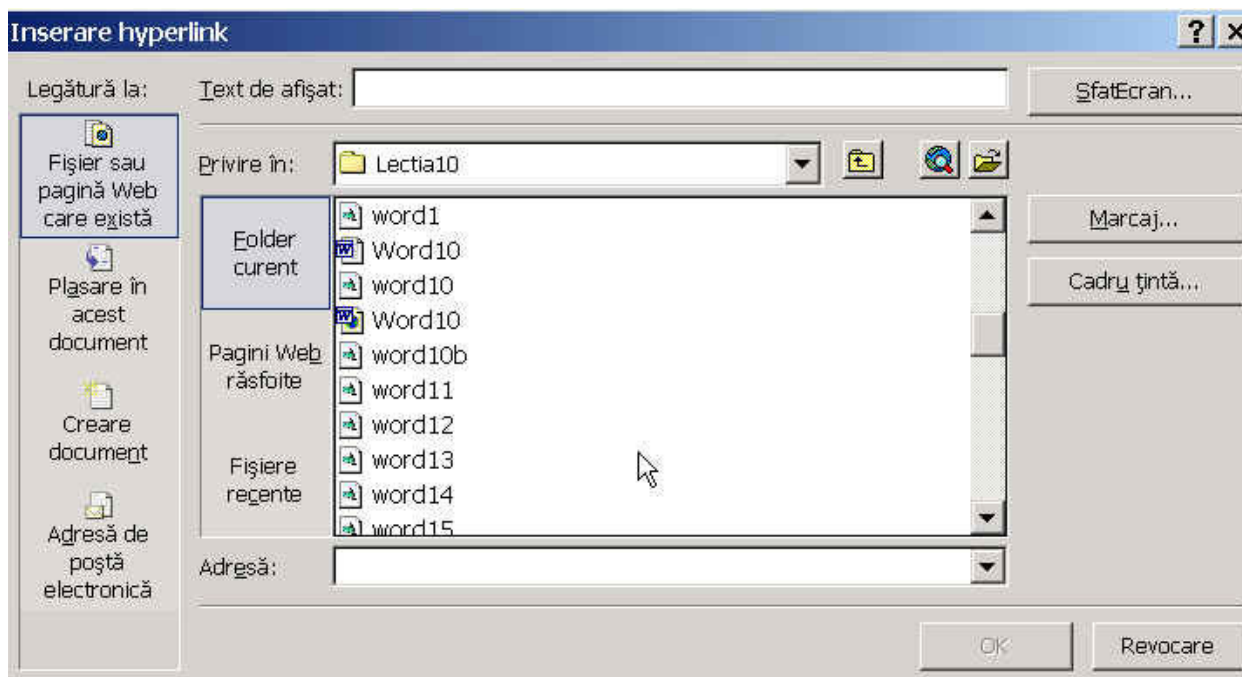 Inserare hyperlink
Legătură la:
Text de afişat:
SfatEcran...
Fişier sau
pagină Web
care există
Privire în:
Lectia10
Plasare în
acest
document
Creare
document
Adresă de
poştă
electronică
Folder
curent
Pagini Web
răsfoite
Fişiere
recente
word1
Word10
word10
Word10
word10b
word11
word12
word13
word14
word15
Marcaj...
Cadru ţintă...
Adresă:
OK
Revocare